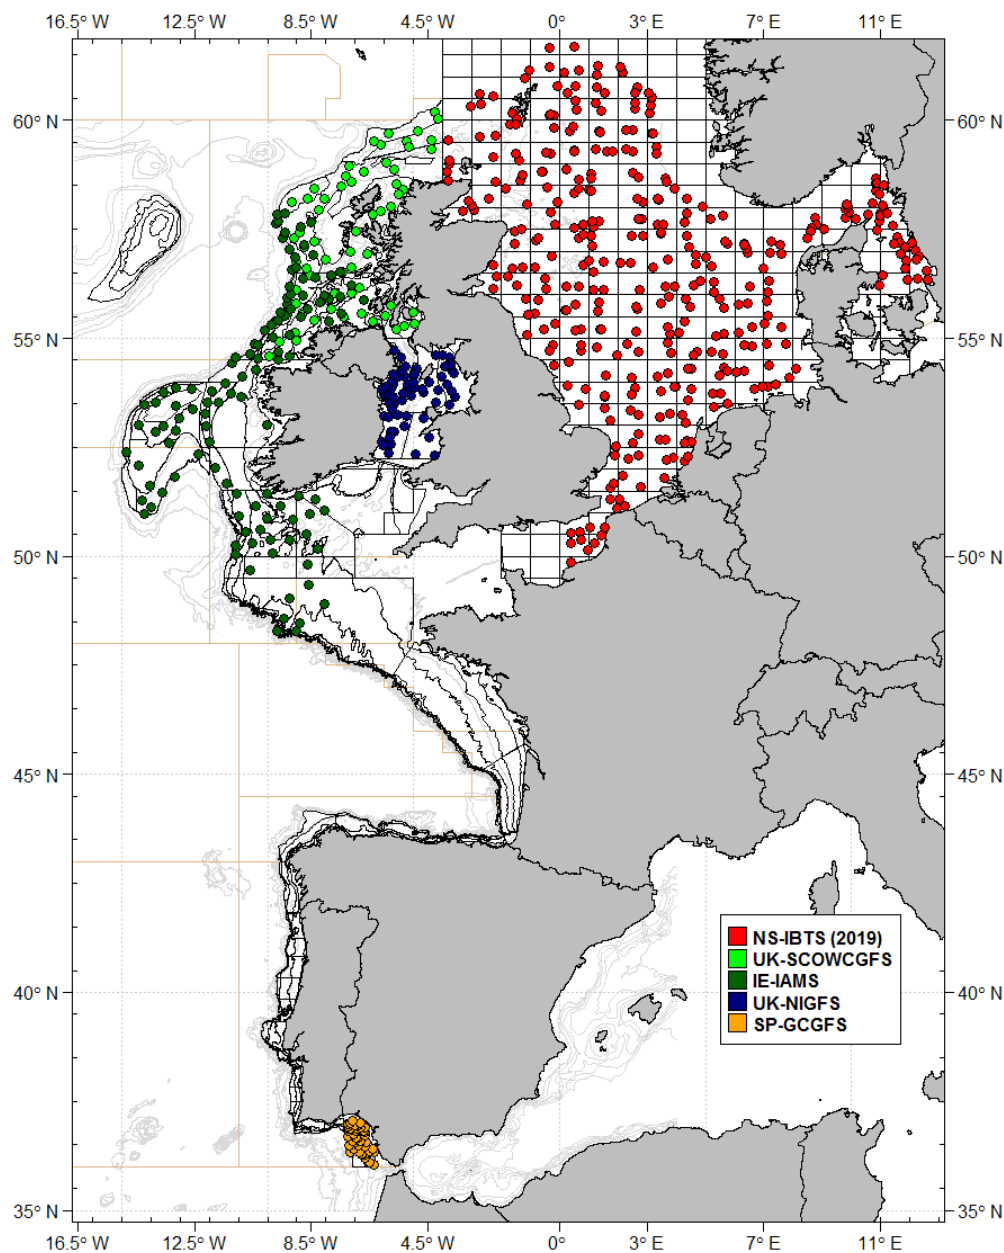 16.5° W 12.5° W 8.5° W 4.5° W 0° 3° E 7° E 11° E
60° N 60° N
55° N 55° N
50° N 50° N
45° N 45° N
NS-IBTS (2019)
UK-SCOWCGFS
IE-IAMS
UK-NIGFS
SP-GCGFS
40° N 40° N
35° N 35° N
16.5° W 12.5° W 8.5° W 4.5° W 0° 3° E 7° E 11° E